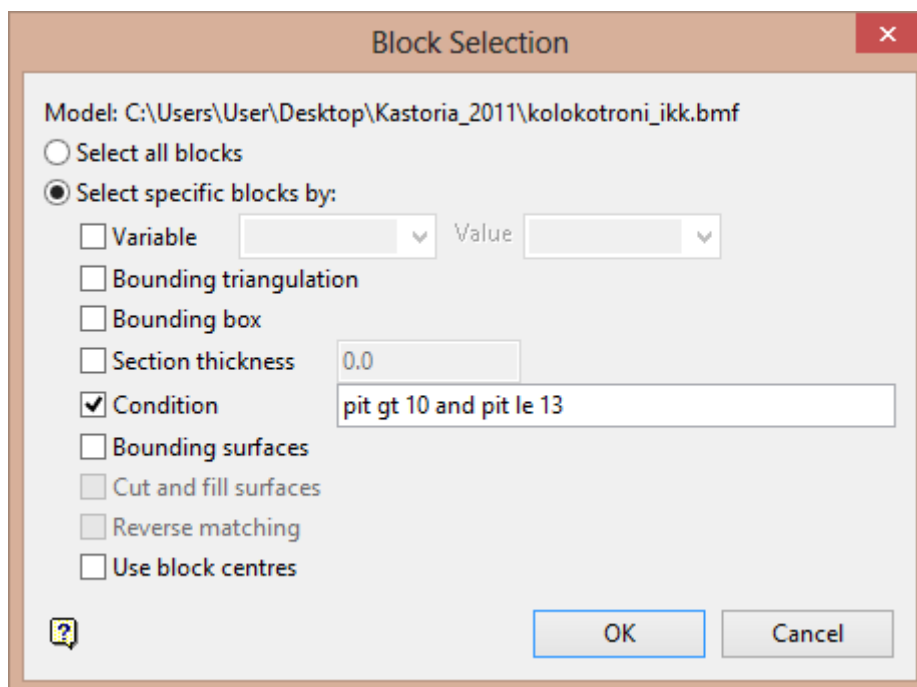 Block Selection
Model: C:\Users\User\Desktop\Kastoria_2011\kolokotroni_ikk.bmf
Select all blocks
Select specific blocks by:
Variable Value
Bounding triangulation
Bounding box
Section thickness 0.0
Condition pit gt 10 and pit le 13
Bounding surfaces
Cut and fill surfaces
Reverse matching
Use block centres
? OK Cancel